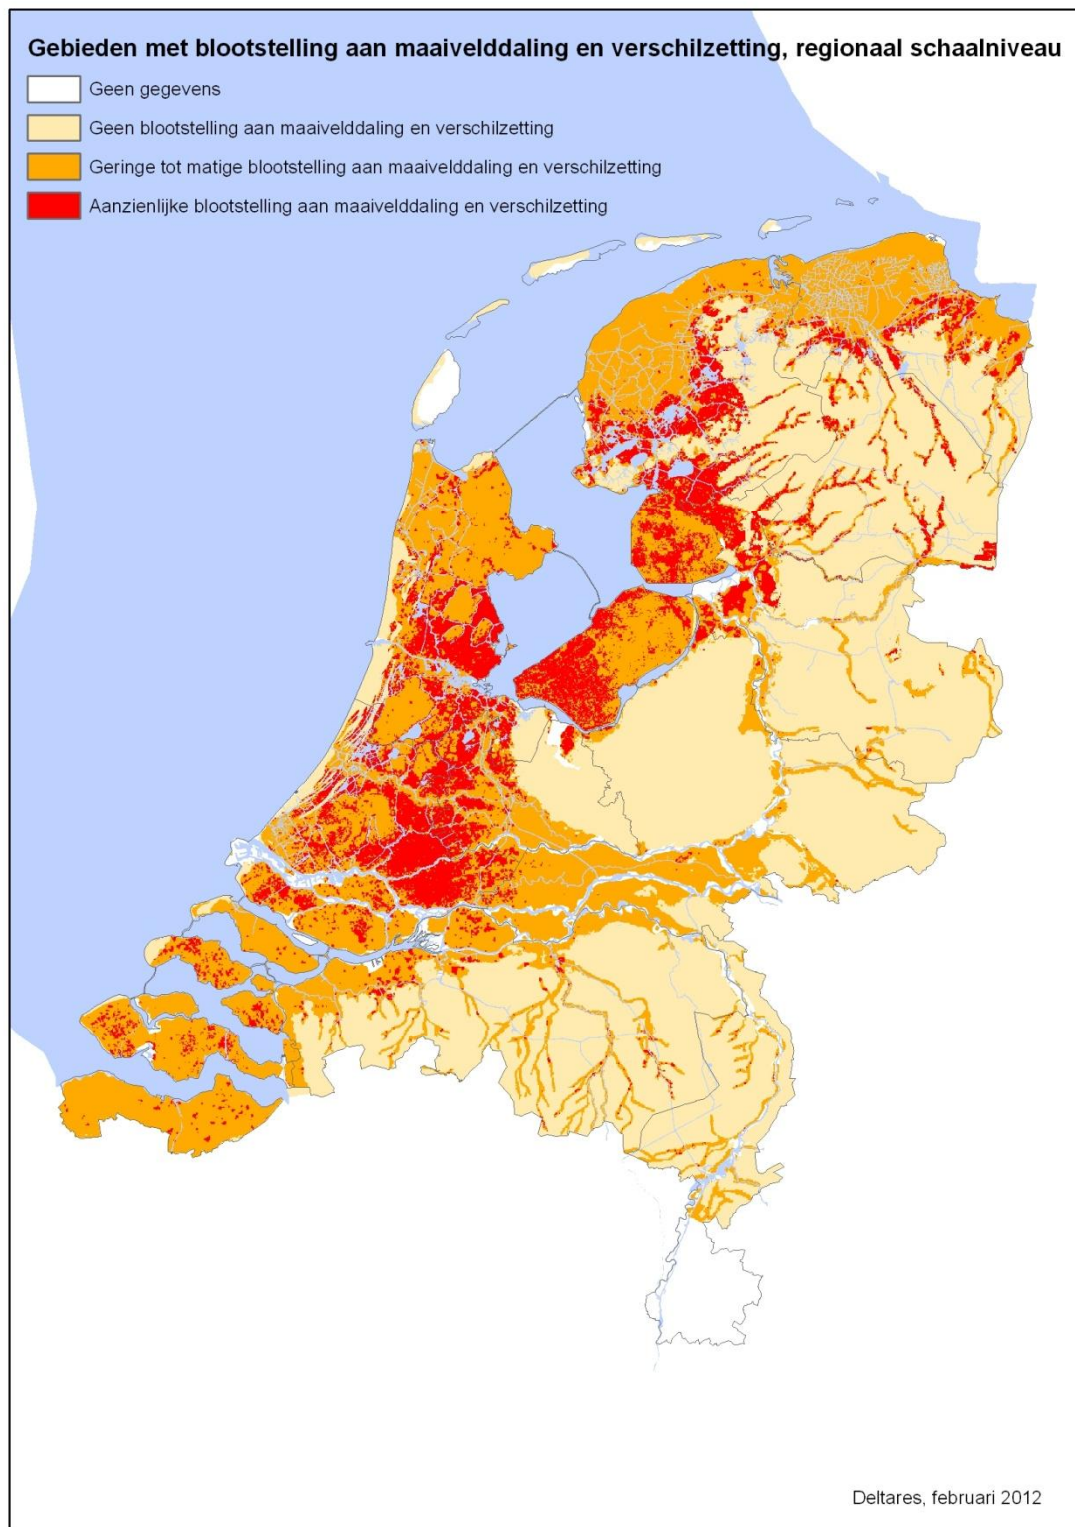 Gebieden met blootstelling aan maaivelddaling en verschilzetting, regionaal schaalniveau
Geen gegevens
Geen blootstelling aan maaivelddaling en verschilzetting
Geringe tot matige blootstelling aan maaivelddaling en verschilzetting
Aanzienlijke blootstelling aan maaivelddaling en verschilzetting
Deltares, februari 2012